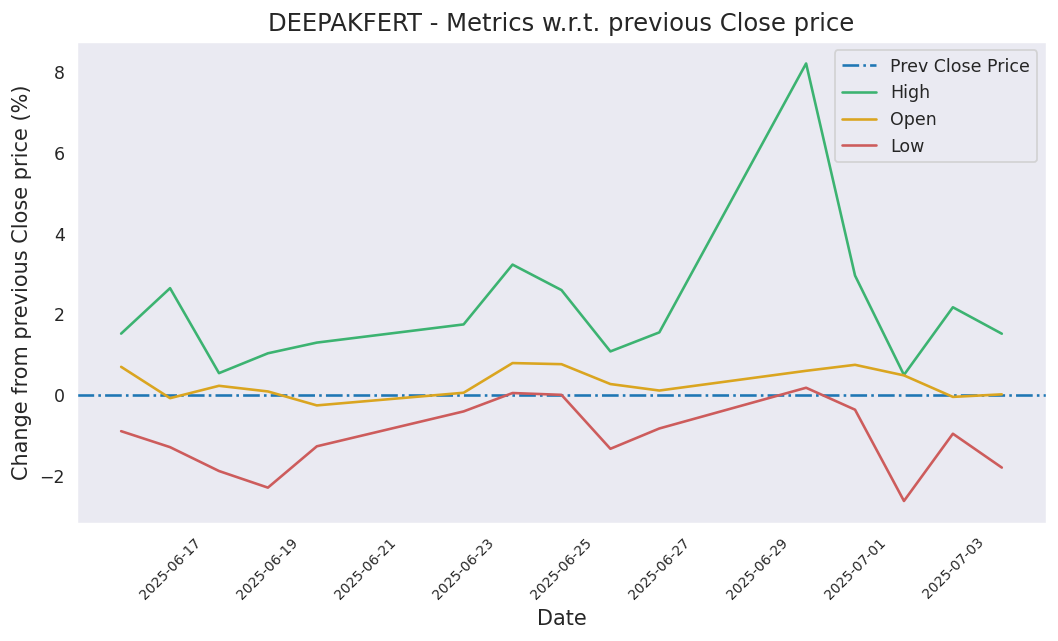 DEEPAKFERT - Metrics w.r.t. previous Close price
Change from previous Close price (%)
8
6
4
2
0
−2
Prev Close Price
High
Open
Low
2025-06-17
2025-06-19
2025-06-21
2025-06-23
2025-06-25
2025-06-27
2025-06-29
2025-07-01
2025-07-03
Date